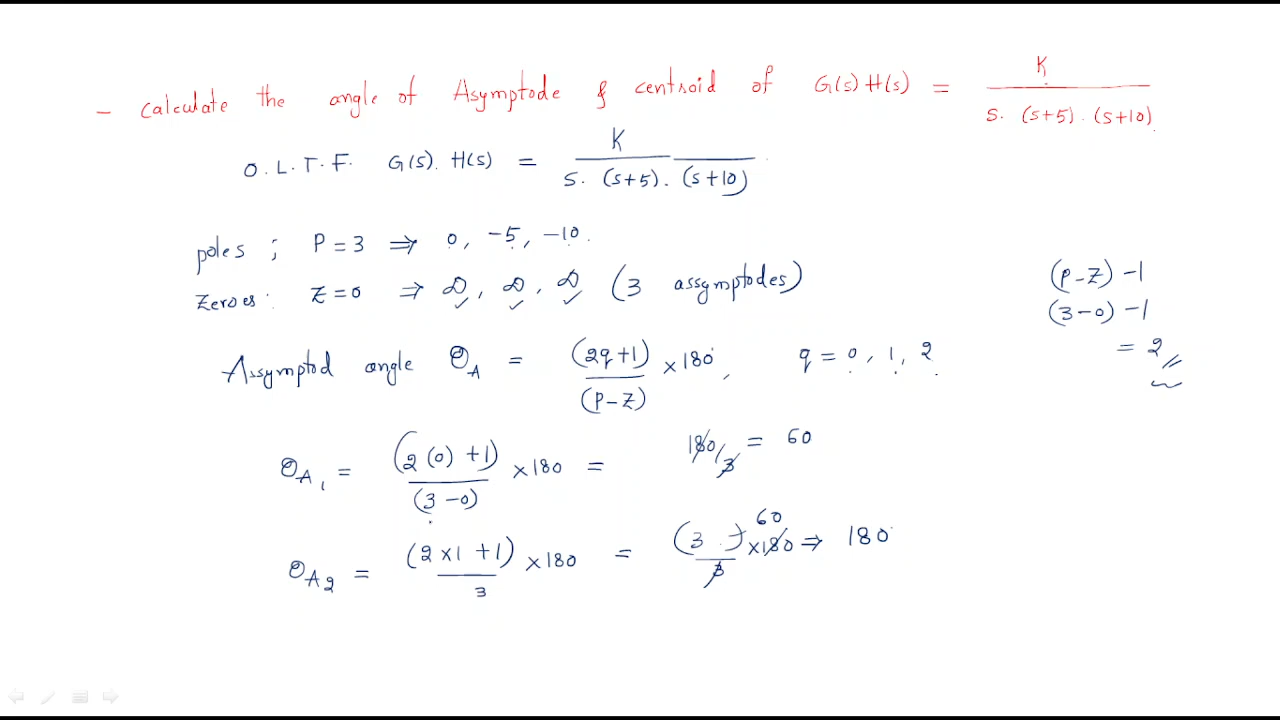 - Calculate the angle of Asymptode & centroid of G(s) H(s) = K / s. (s+5). (s+10)
O.L.T.F. G(s). H(s) = K / s. (s+5). (s+10)
poles ; P = 3 ⇒ 0, -5, -10.
Zeroes: Z = 0 ⇒ ∞, ∞, ∞ (3 assymptodes)
(P-Z) -1
(3-0) -1
= 2
Assymptod angle θA = (2q+1) / (P-Z) × 180°, q = 0, 1, 2
θA1 = (2(0)+1) / (3-0) × 180 = 180/3 = 60
θA2 = (2×1+1) / 3 × 180 = (3) / 3 × 180 60 ⇒ 180°